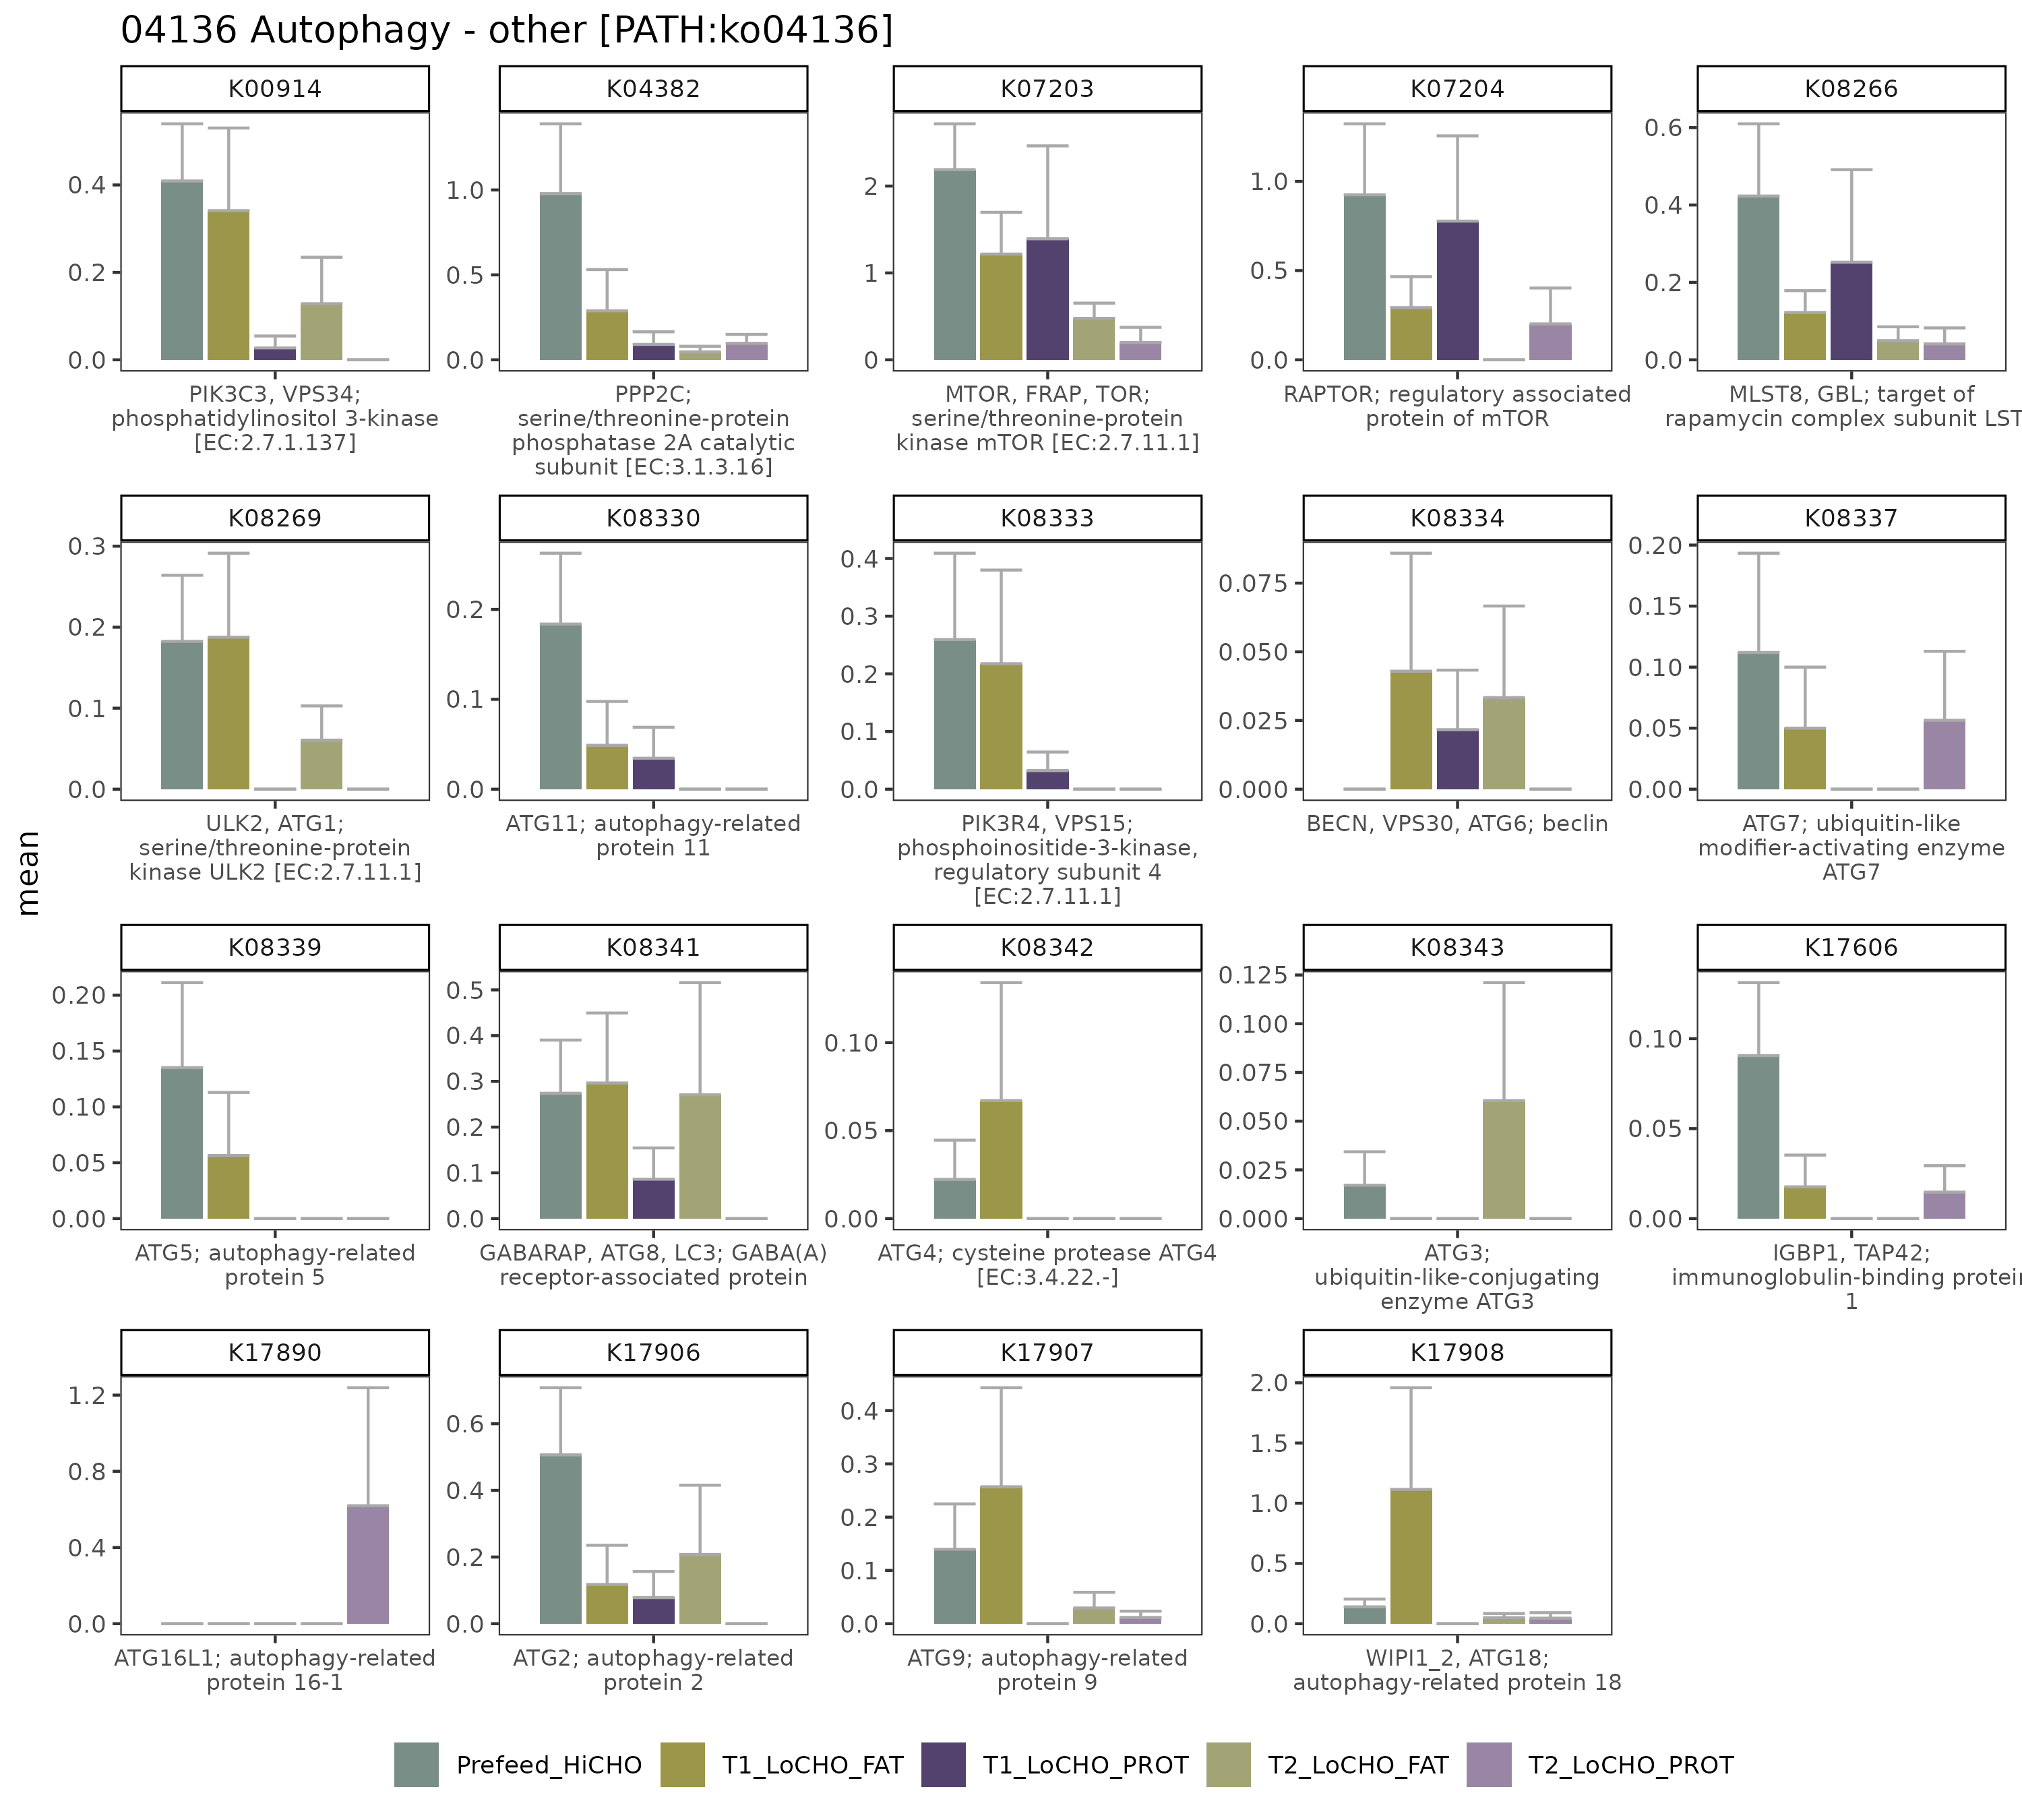 04136 Autophagy - other [PATH:ko04136]
mean
K00914
0.4
0.2
0.0
PIK3C3, VPS34;
phosphatidylinositol 3-kinase
[EC:2.7.1.137]
K04382
1.0
0.5
0.0
PPP2C;
serine/threonine-protein
phosphatase 2A catalytic
subunit [EC:3.1.3.16]
K07203
2
1
0
MTOR, FRAP, TOR;
serine/threonine-protein
kinase mTOR [EC:2.7.11.1]
K07204
1.0
0.5
0.0
RAPTOR; regulatory associated
protein of mTOR
K08266
0.6
0.4
0.2
0.0
MLST8, GBL; target of
rapamycin complex subunit LST
K08269
0.3
0.2
0.1
0.0
ULK2, ATG1;
serine/threonine-protein
kinase ULK2 [EC:2.7.11.1]
K08330
0.2
0.1
0.0
ATG11; autophagy-related
protein 11
K08333
0.4
0.3
0.2
0.1
0.0
PIK3R4, VPS15;
phosphoinositide-3-kinase,
regulatory subunit 4
[EC:2.7.11.1]
K08334
0.075
0.050
0.025
0.000
BECN, VPS30, ATG6; beclin
K08337
0.20
0.15
0.10
0.05
0.00
ATG7; ubiquitin-like
modifier-activating enzyme
ATG7
K08339
0.20
0.15
0.10
0.05
0.00
ATG5; autophagy-related
protein 5
K08341
0.5
0.4
0.3
0.2
0.1
0.0
GABARAP, ATG8, LC3; GABA(A)
receptor-associated protein
K08342
0.10
0.05
0.00
ATG4; cysteine protease ATG4
[EC:3.4.22.-]
K08343
0.125
0.100
0.075
0.050
0.025
0.000
ATG3;
ubiquitin-like-conjugating
enzyme ATG3
K17606
0.10
0.05
0.00
IGBP1, TAP42;
immunoglobulin-binding protein
1
K17890
1.2
0.8
0.4
0.0
ATG16L1; autophagy-related
protein 16-1
K17906
0.6
0.4
0.2
0.0
ATG2; autophagy-related
protein 2
K17907
0.4
0.3
0.2
0.1
0.0
ATG9; autophagy-related
protein 9
K17908
2.0
1.5
1.0
0.5
0.0
WIPI1_2, ATG18;
autophagy-related protein 18
Prefeed_HiCHO
T1_LoCHO_FAT
T1_LoCHO_PROT
T2_LoCHO_FAT
T2_LoCHO_PROT